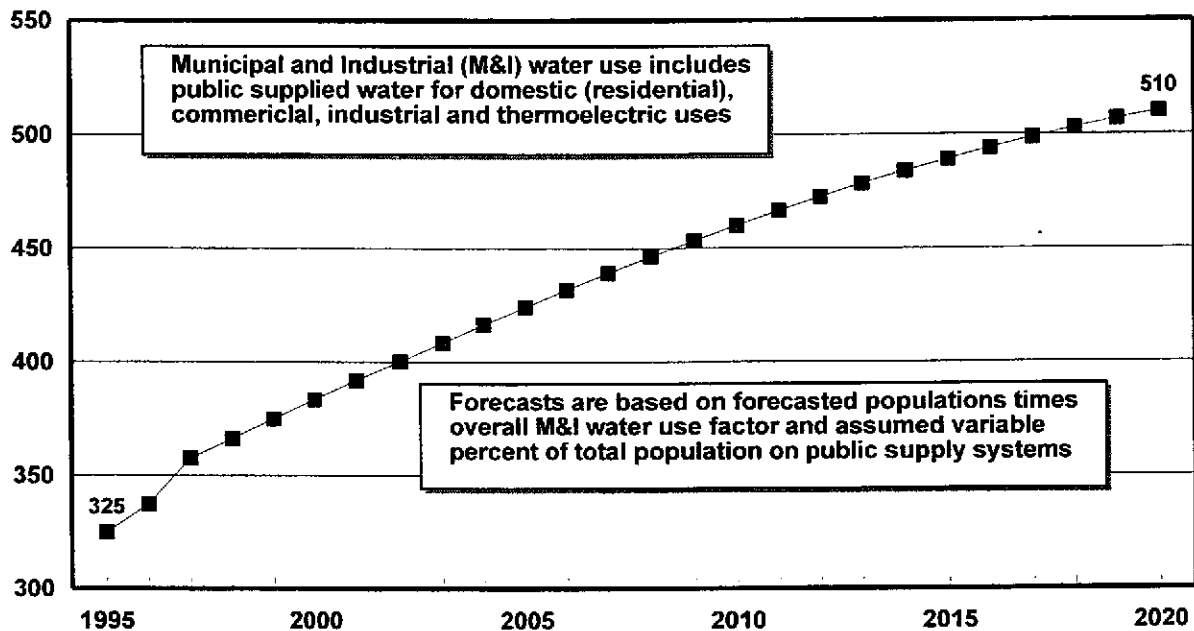 550
Municipal and Industrial (M&I) water use includes
public supplied water for domestic (residential),
commericlal, industrial and thermoelectric uses
510
500
450
400
Forecasts are based on forecasted populations times
overall M&I water use factor and assumed variable
percent of total population on public supply systems
350
325
300
1995 2000 2005 2010 2015 2020